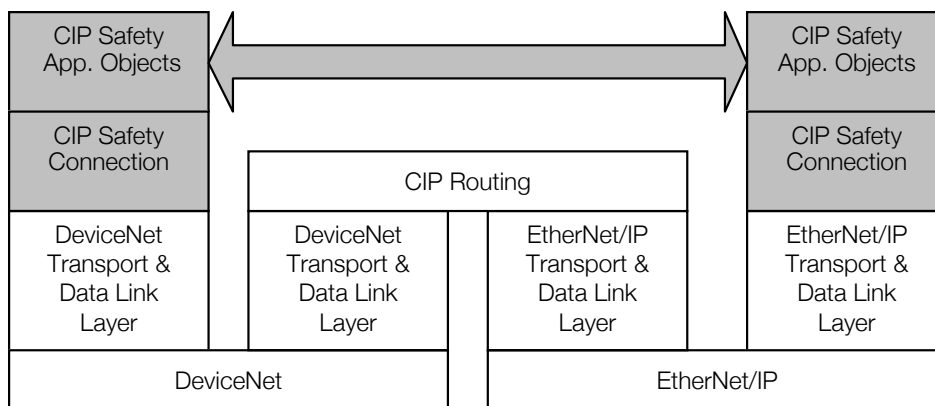 CIP Safety
App. Objects
CIP Safety
App. Objects
CIP Safety
Connection
CIP Safety
Connection
CIP Routing
DeviceNet
Transport &
Data Link
Layer
DeviceNet
Transport &
Data Link
Layer
EtherNet/IP
Transport &
Data Link
Layer
EtherNet/IP
Transport &
Data Link
Layer
DeviceNet
EtherNet/IP